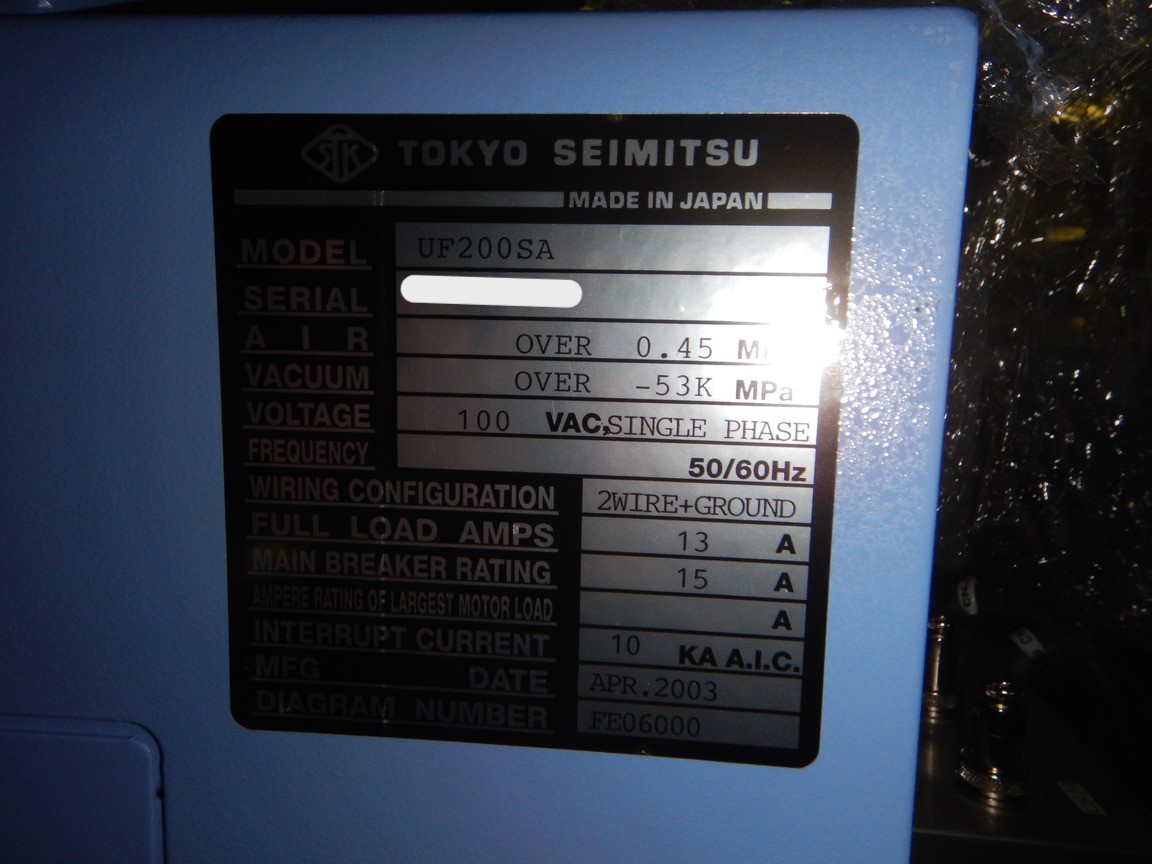 TSK TOKYO SEIMITSU
MADE IN JAPAN
MODEL UF200SA
SERIAL
AIR OVER 0.45
VACUUM OVER -53K MPa
VOLTAGE 100 VAC,SINGLE PHASE
FREQUENCY 50/60Hz
WIRING CONFIGURATION 2WIRE+GROUND
FULL LOAD AMPS 13 A
MAIN BREAKER RATING 15 A
AMPERE RATING OF LARGEST MOTOR LOAD A
INTERRUPT CURRENT 10 KA A.I.C.
MFG DATE APR.2003
DIAGRAM NUMBER FE06000